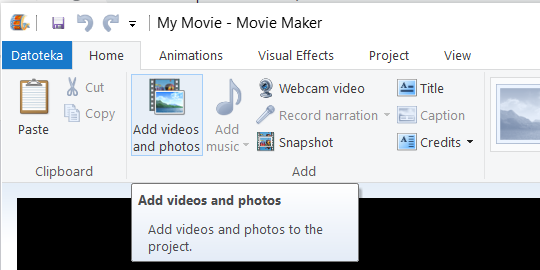 My Movie - Movie Maker
Datoteka Home Animations Visual Effects Project View
Paste
Cut
Copy
Clipboard
Add videos
and photos
Add
music
Webcam video
Record narration
Snapshot
Title
Caption
Credits
Add
Add videos and photos
Add videos and photos to the
project.